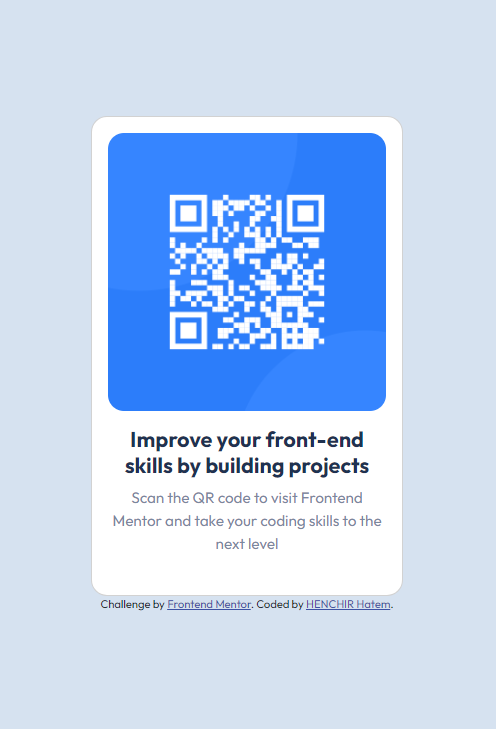 Improve your front-end
skills by building projects
Scan the QR code to visit Frontend
Mentor and take your coding skills to the
next level
Challenge by Frontend Mentor. Coded by HENCHIR Hatem.